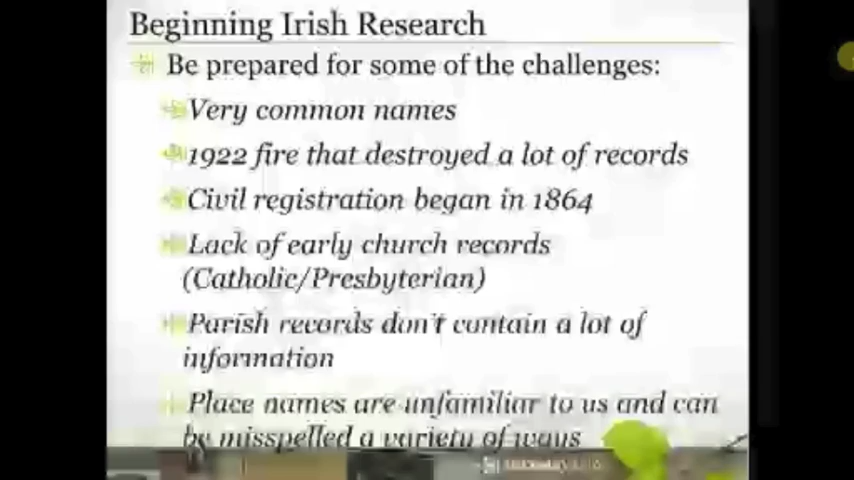 Beginning Irish Research
Be prepared for some of the challenges:
Very common names
1922 fire that destroyed a lot of records
Civil registration began in 1864
Lack of early church records
(Catholic/Presbyterian)
Parish records don't contain a lot of
information
Place names are unfamiliar to us and can
be misspelled a variety of ways